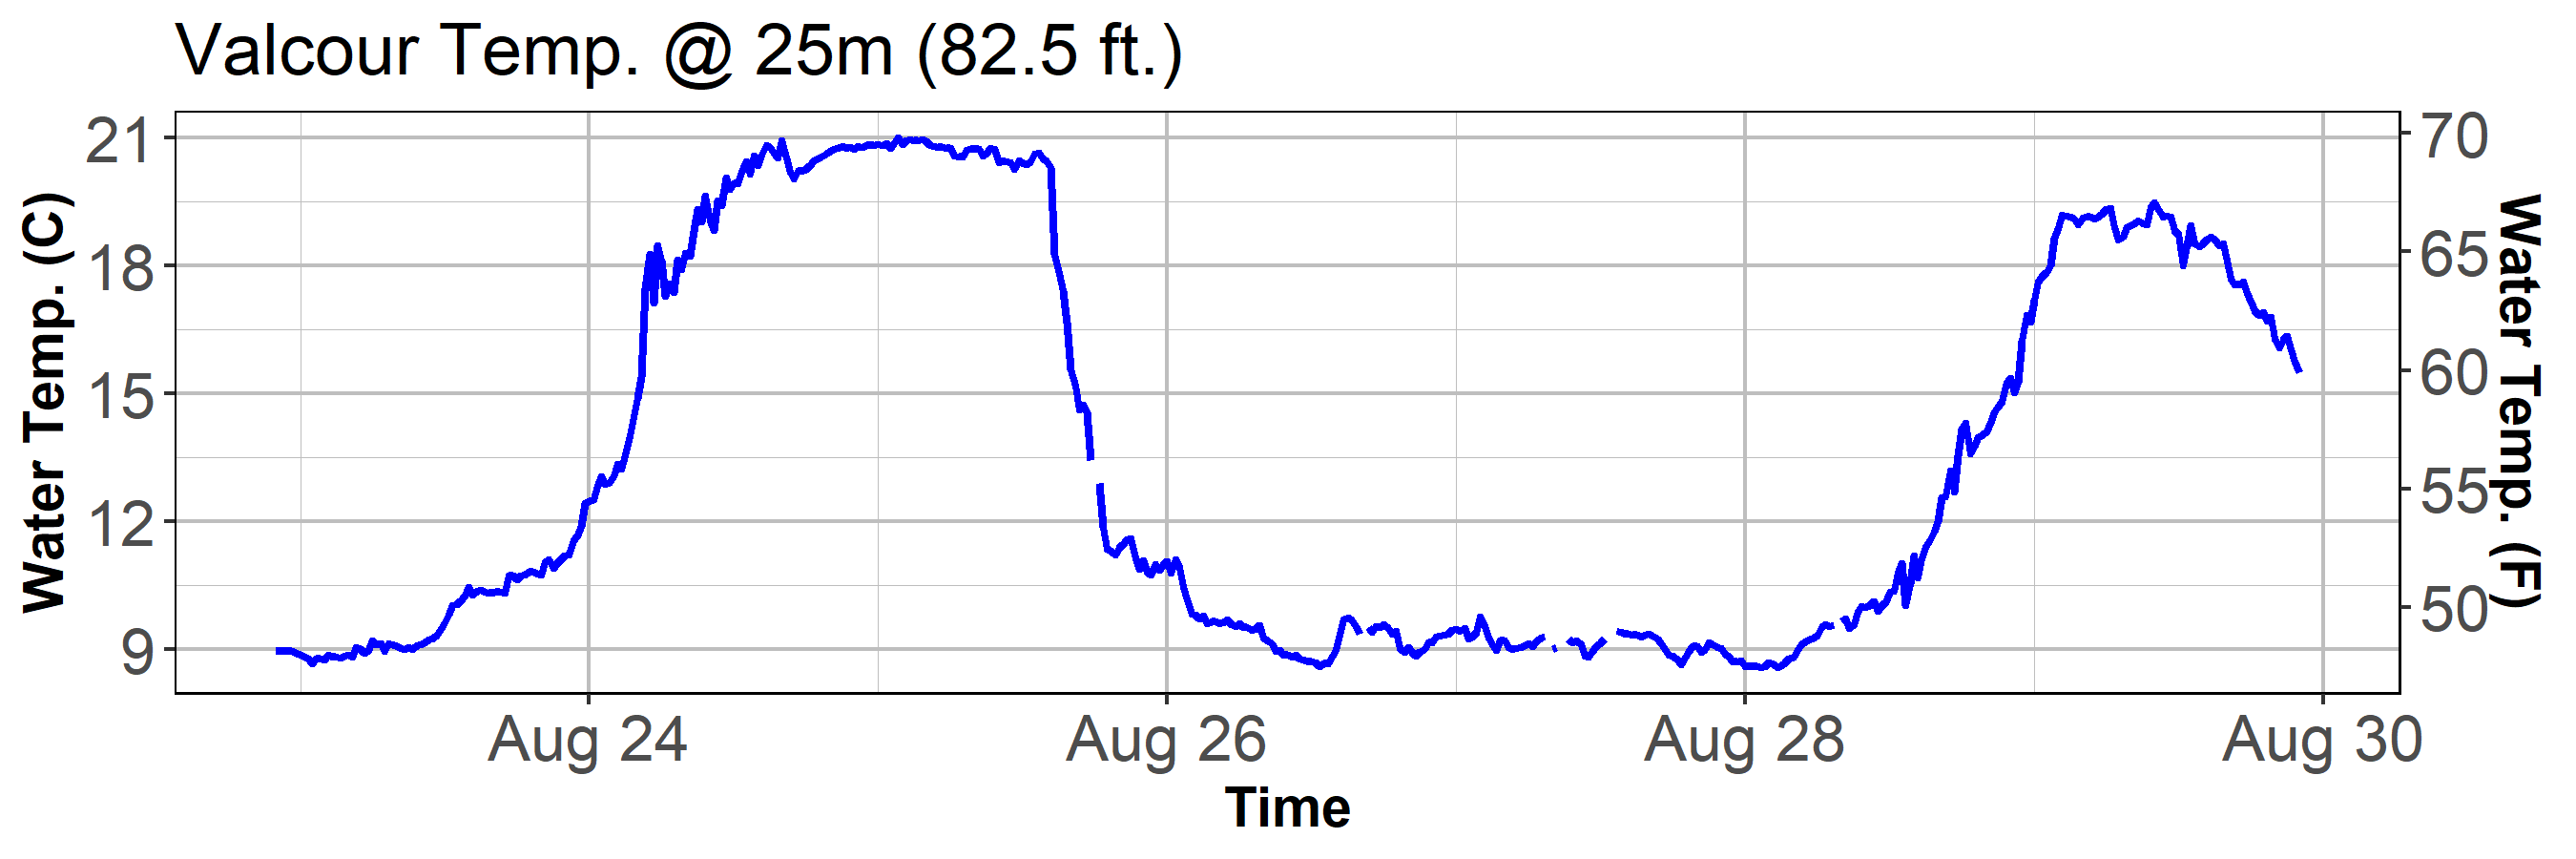 Valcour Temp. @ 25m (82.5 ft.)
Water Temp. (C)
21
18
15
12
9
70
65
60
55
50
Water Temp. (F)
Aug 24
Aug 26
Aug 28
Aug 30
Time